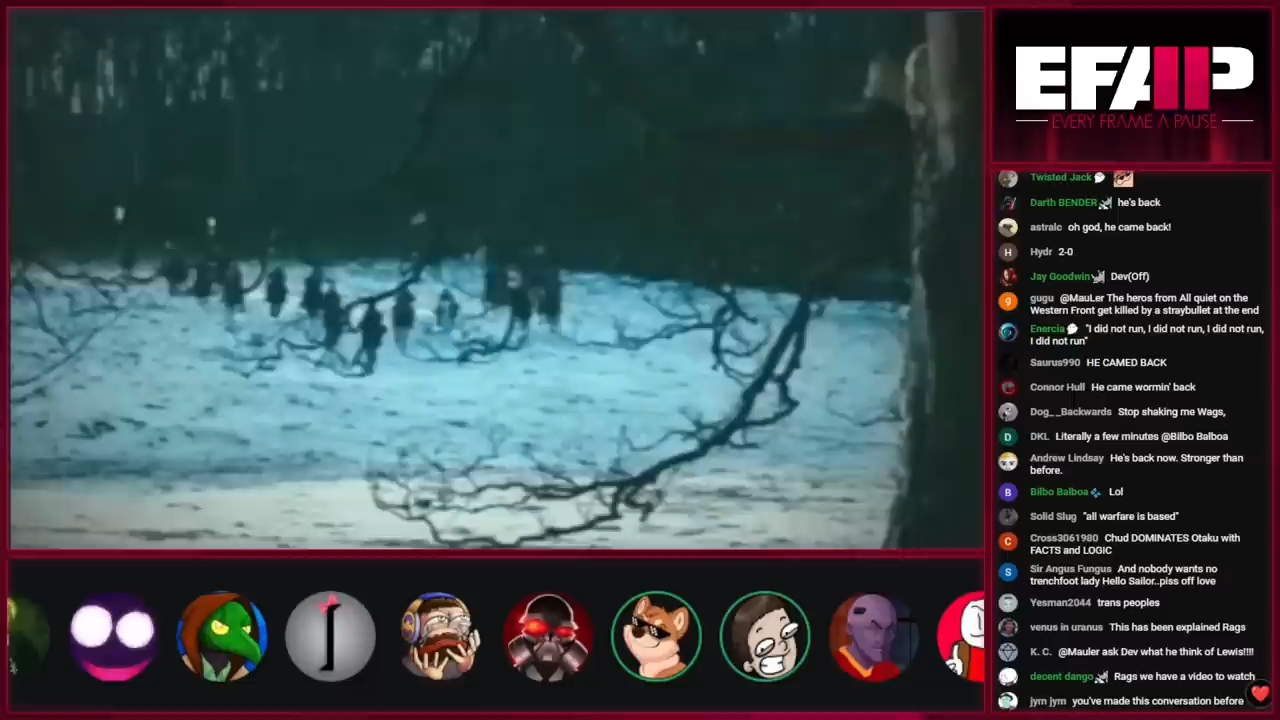 EFAP
EVERY FRAME A PAUSE
Twisted Jack
Darth BENDER he's back
astralc oh god, he came back!
H Hydr 2-0
Jay Goodwin Dev(Off)
g gugu @MauLer The heros from All quiet on the
Western Front get killed by a straybullet at the end
Enercia "I did not run, I did not run, I did not run,
I did not run"
Saurus990 HE CAMED BACK
Connor Hull He came wormin' back
Dog__Backwards Stop shaking me Wags,
D DKL Literally a few minutes @Bilbo Balboa
Andrew Lindsay He's back now. Stronger than
before.
B Bilbo Balboa Lol
Solid Slug "all warfare is based"
C Cross3061980 Chud DOMINATES Otaku with
FACTS and LOGIC
S Sir Angus Fungus And nobody wants no
trenchfoot lady Hello Sailor..piss off love
Yesman2044 trans peoples
venus in uranus This has been explained Rags
K. C. @Mauler ask Dev what he think of Lewis!!!!
decent dango Rags we have a video to watch
jym jym you've made this conversation before